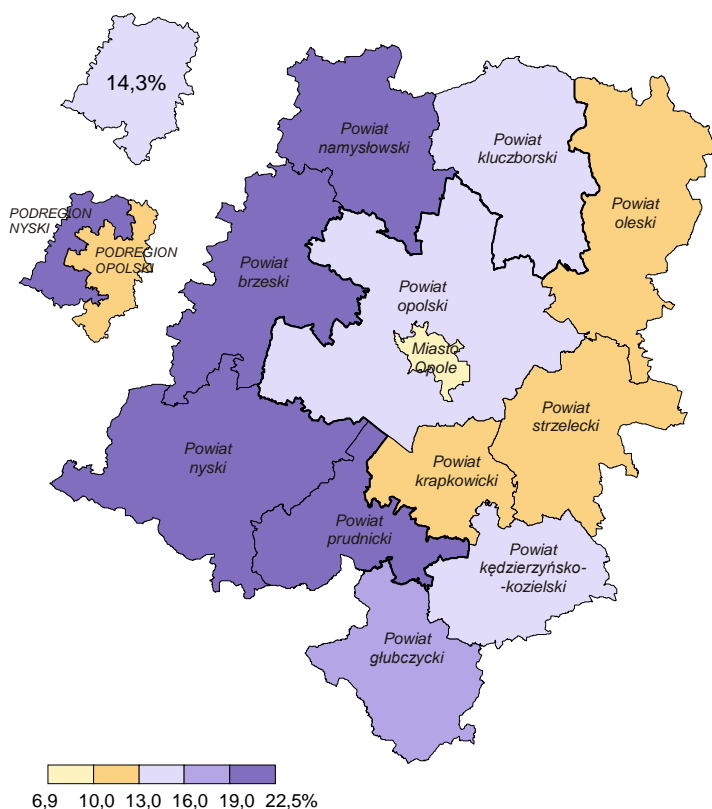 14,3%
PODREGION
NYSKI
PODREGION
OPOLSKI
Powiat
namysłowski
Powiat
kluczborski
Powiat
oleski
Powiat
brzeski
Powiat
opolski
Miasto
Opole
Powiat
strzelecki
Powiat
nyski
Powiat
krapkowicki
Powiat
prudnicki
Powiat
kędzierzyńsko-
-kozielski
Powiat
głubczycki
6,9 10,0 13,0 16,0 19,0 22,5%